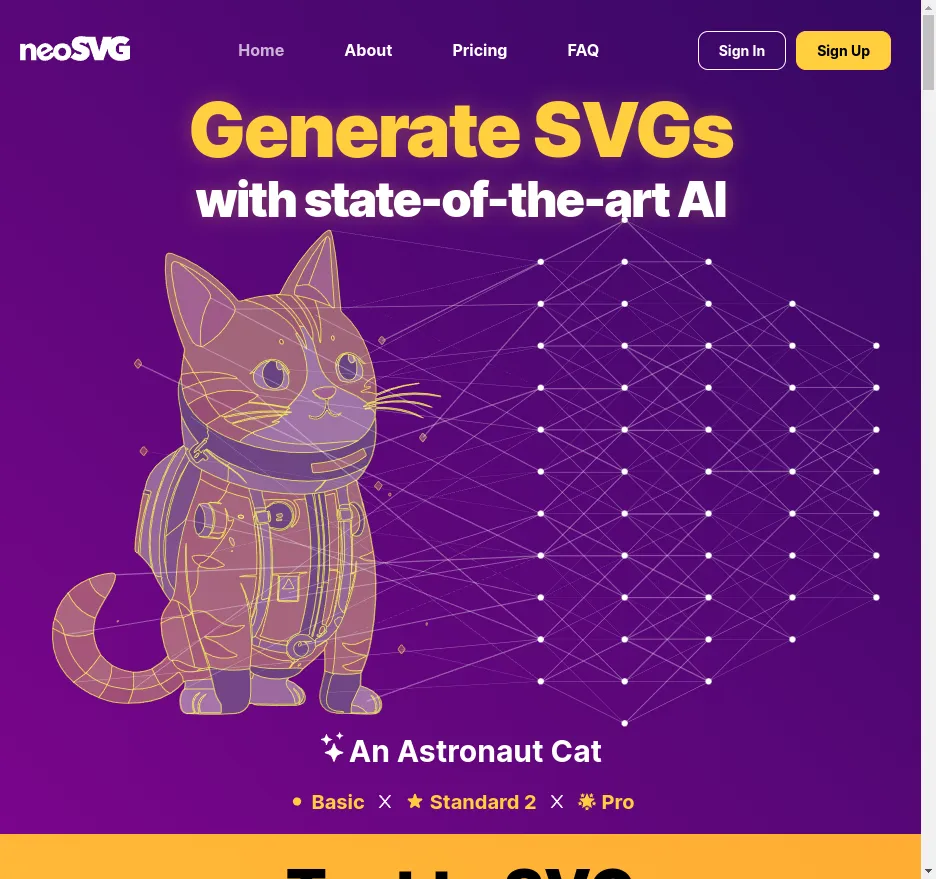 neoSVG
Home About Pricing FAQ Sign In Sign Up
Generate SVGs
with state-of-the-art AI
An Astronaut Cat
Basic X Standard 2 X Pro